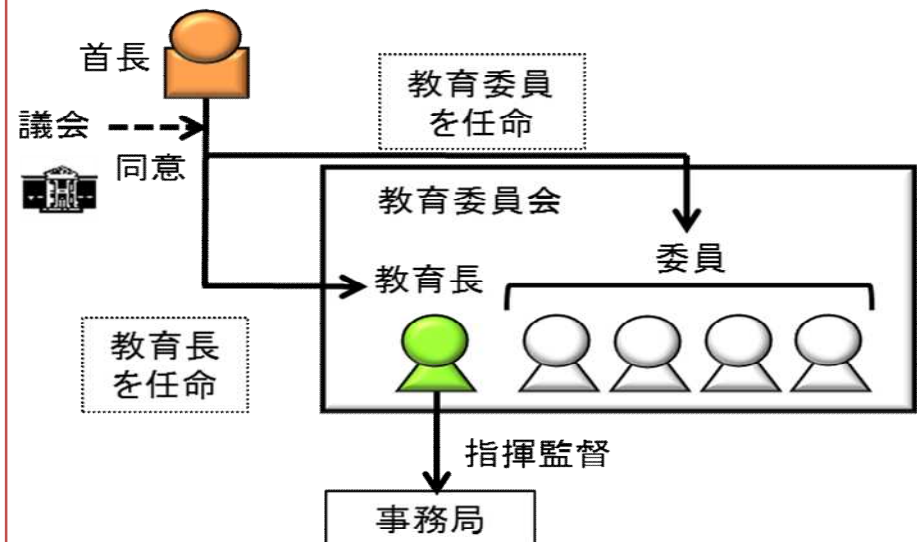 首長
議会
同意
教育委員
を任命
教育委員会
委員
教育長
教育長
を任命
指揮監督
事務局